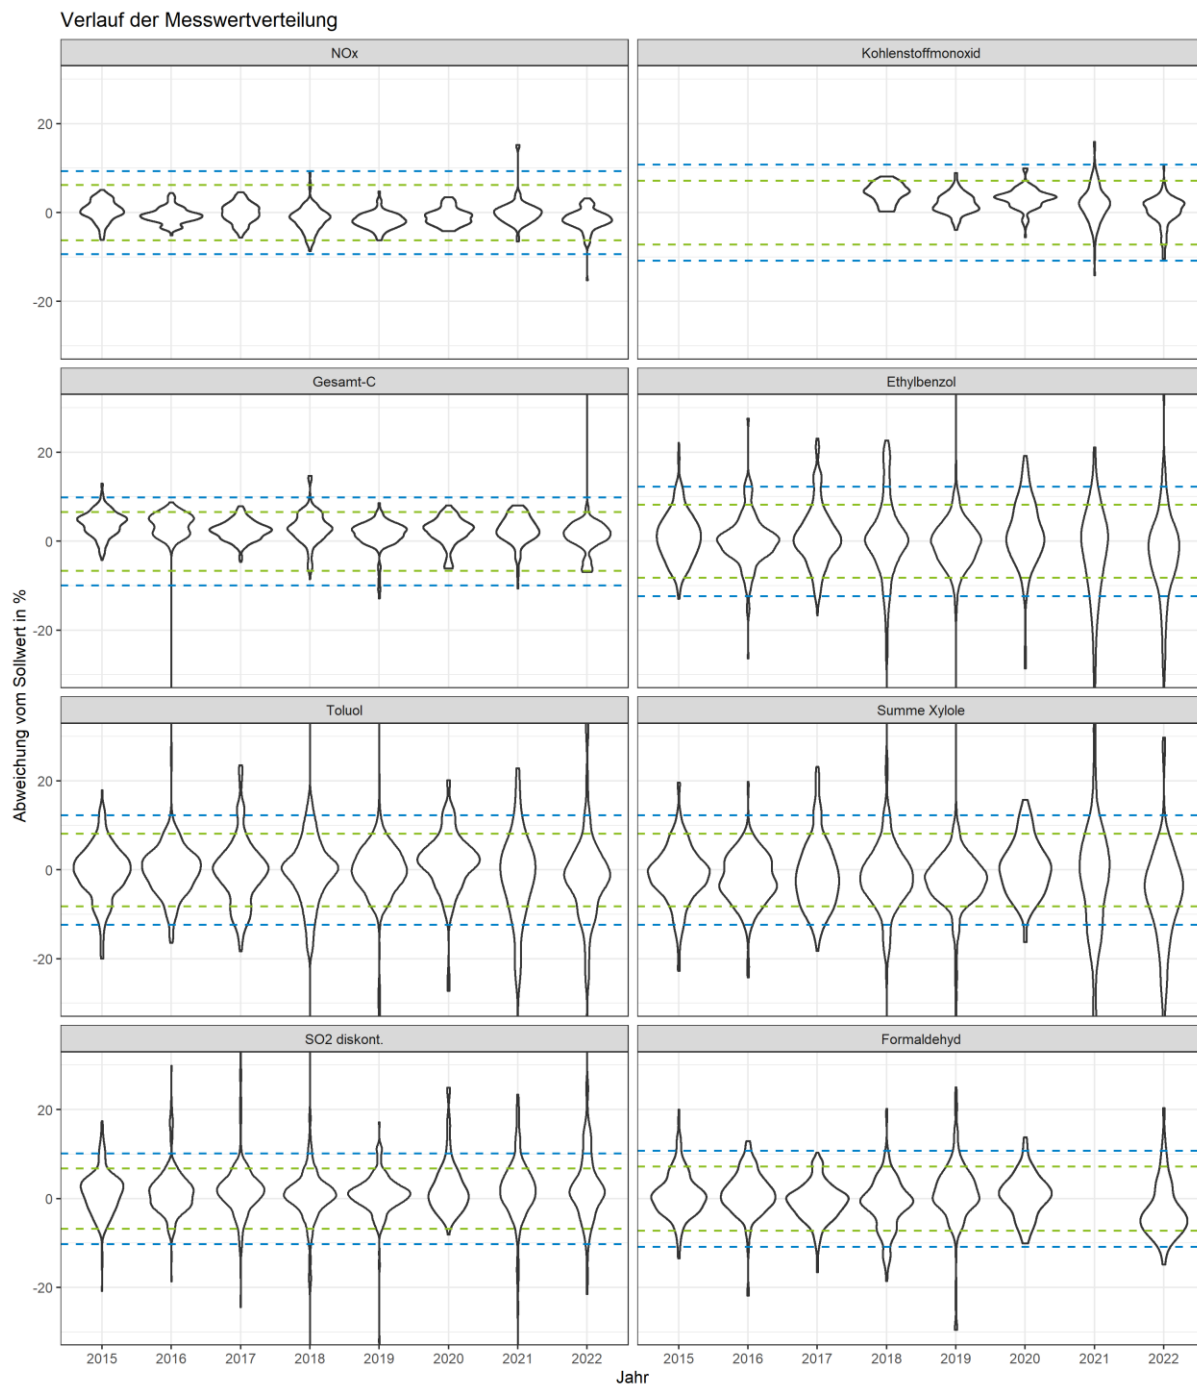 Verlauf der Messwertverteilung
NOx
Kohlenstoffmonoxid
20
0
-20
Gesamt-C
Ethylbenzol
20
0
-20
Toluol
Summe Xylole
20
0
-20
SO2 diskont.
Formaldehyd
20
0
-20
Abweichung vom Sollwert in %
2015 2016 2017 2018 2019 2020 2021 2022 2015 2016 2017 2018 2019 2020 2021 2022
Jahr